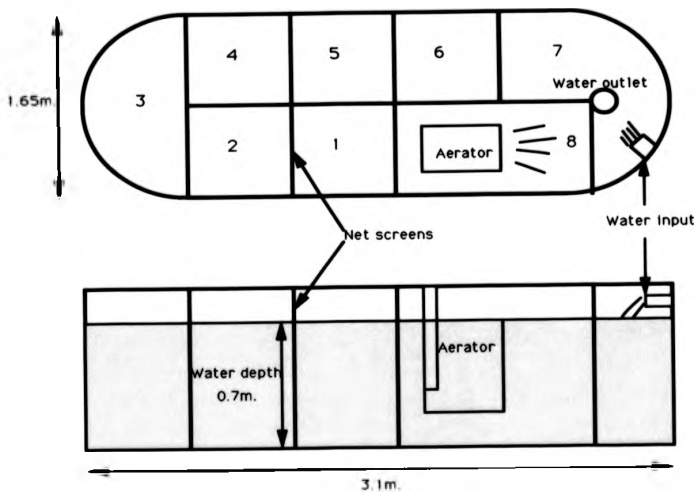 4
5
6
7
Water outlet
3
1.65m.
2
1
Aerator
8
Water Input
Net screens
Aerator
Water depth
0.7m.
3.1m.